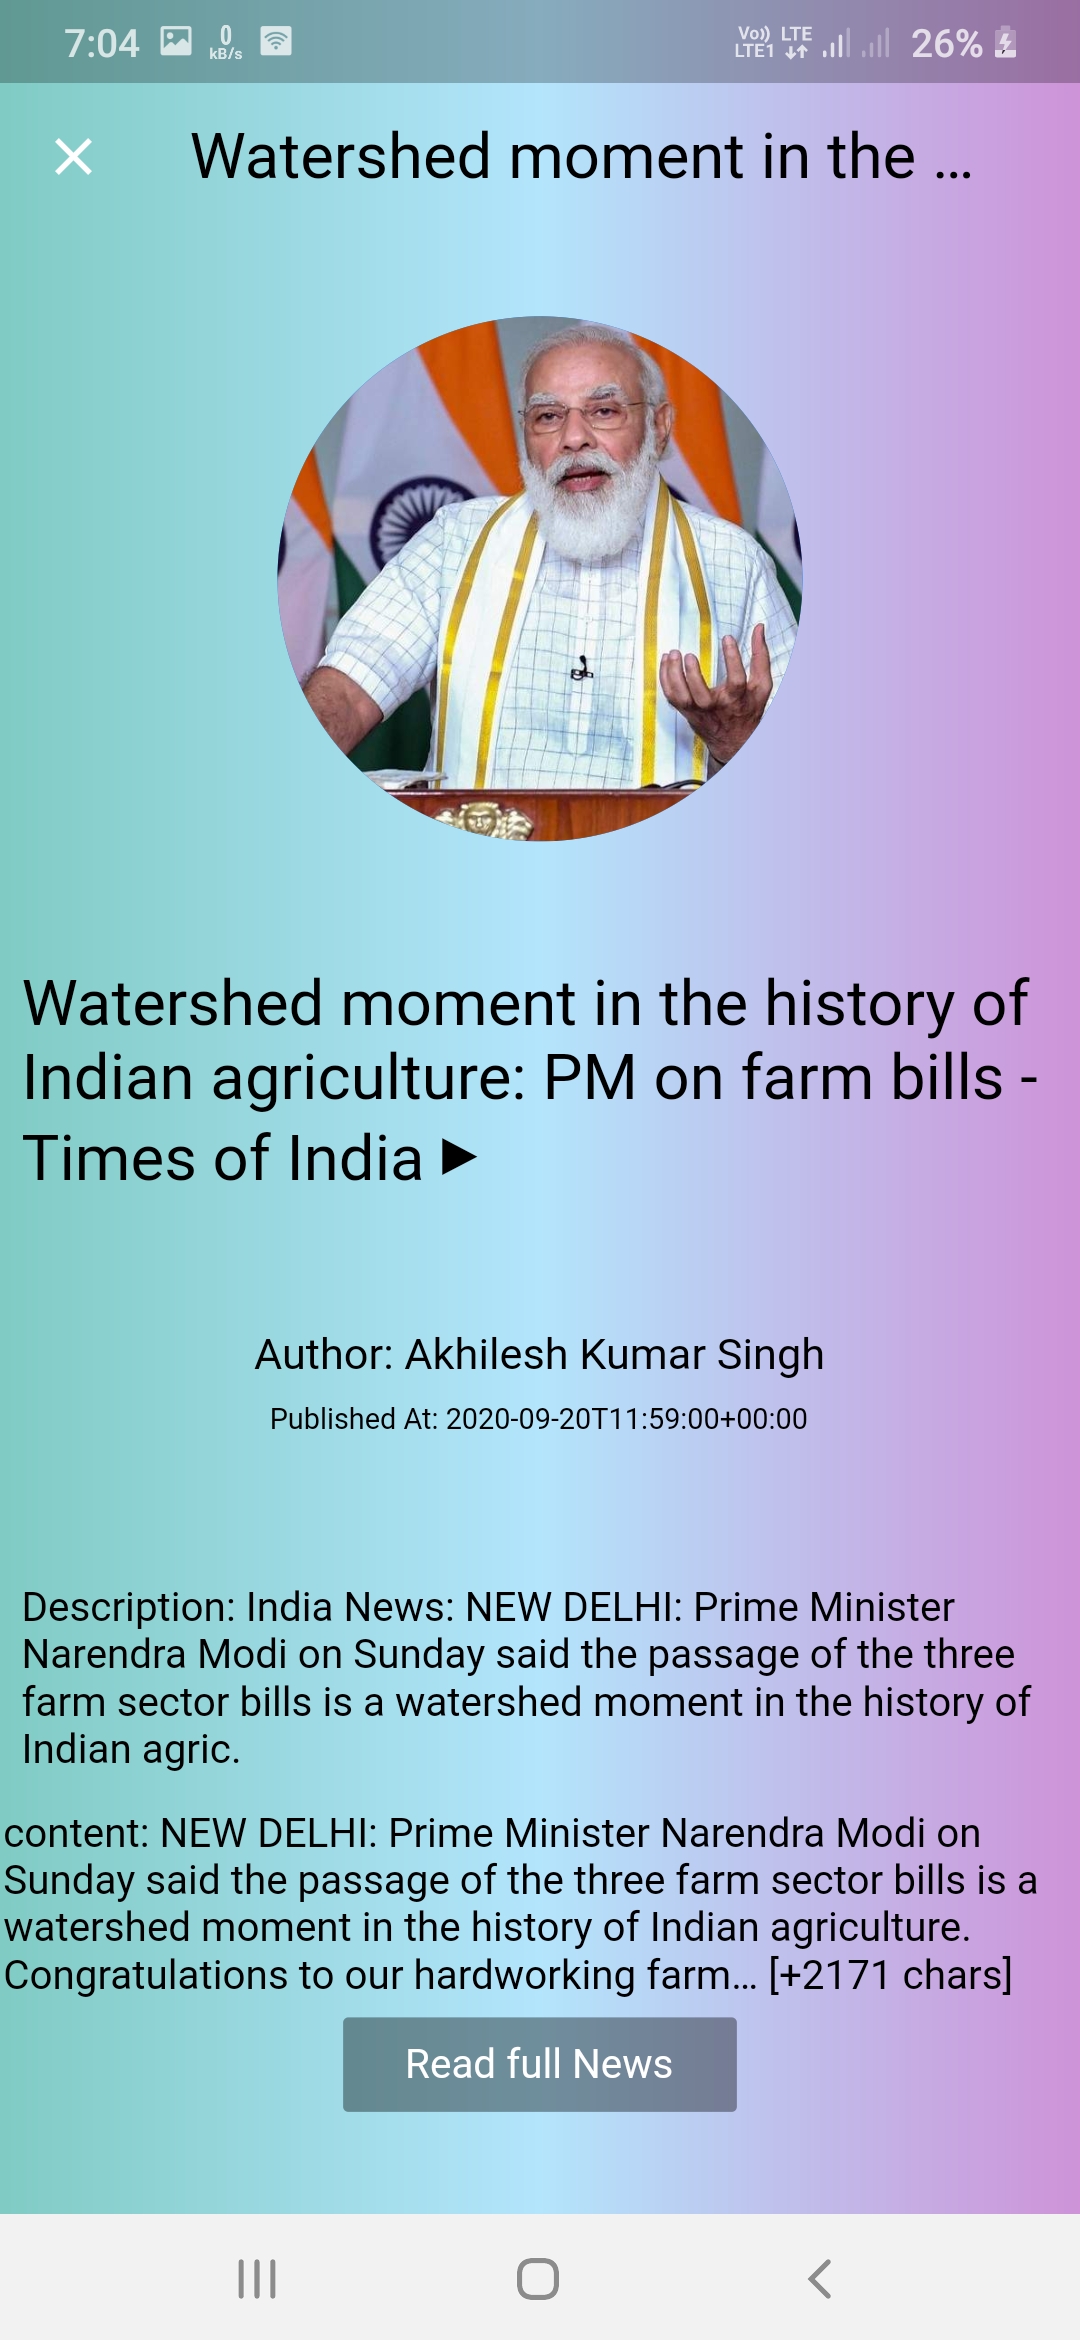 7:04
0
kB/s
Vo)) LTE
LTE1
26%
Watershed moment in the ...
Watershed moment in the history of
Indian agriculture: PM on farm bills -
Times of India ▶
Author: Akhilesh Kumar Singh
Published At: 2020-09-20T11:59:00+00:00
Description: India News: NEW DELHI: Prime Minister
Narendra Modi on Sunday said the passage of the three
farm sector bills is a watershed moment in the history of
Indian agric.
content: NEW DELHI: Prime Minister Narendra Modi on
Sunday said the passage of the three farm sector bills is a
watershed moment in the history of Indian agriculture.
Congratulations to our hardworking farm… [+2171 chars]
Read full News